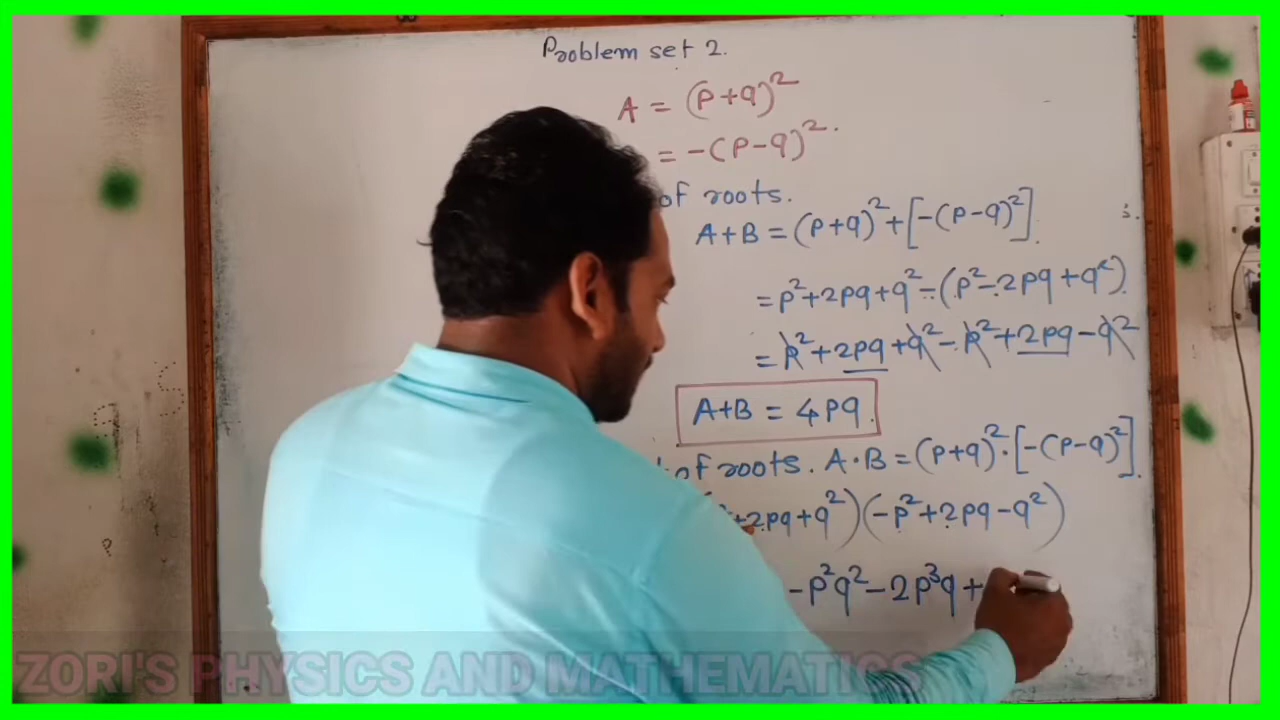 Problem set 2.
A = (P+q)²
= -(P-q)².
of roots.
A+B = (P+q)² + [-(P-q)²].
= p²+2pq+q² - (p²-2pq+q²).
= p²+2pq+q²-p²+2pq-q²
A+B = 4pq.
of roots. A·B = (P+q)²·[-(P-q)²].
+2pq+q²)(-p²+2pq-q²)
-p²q²-2p³q+
ZORI'S PHYSICS AND MATHEMATICS